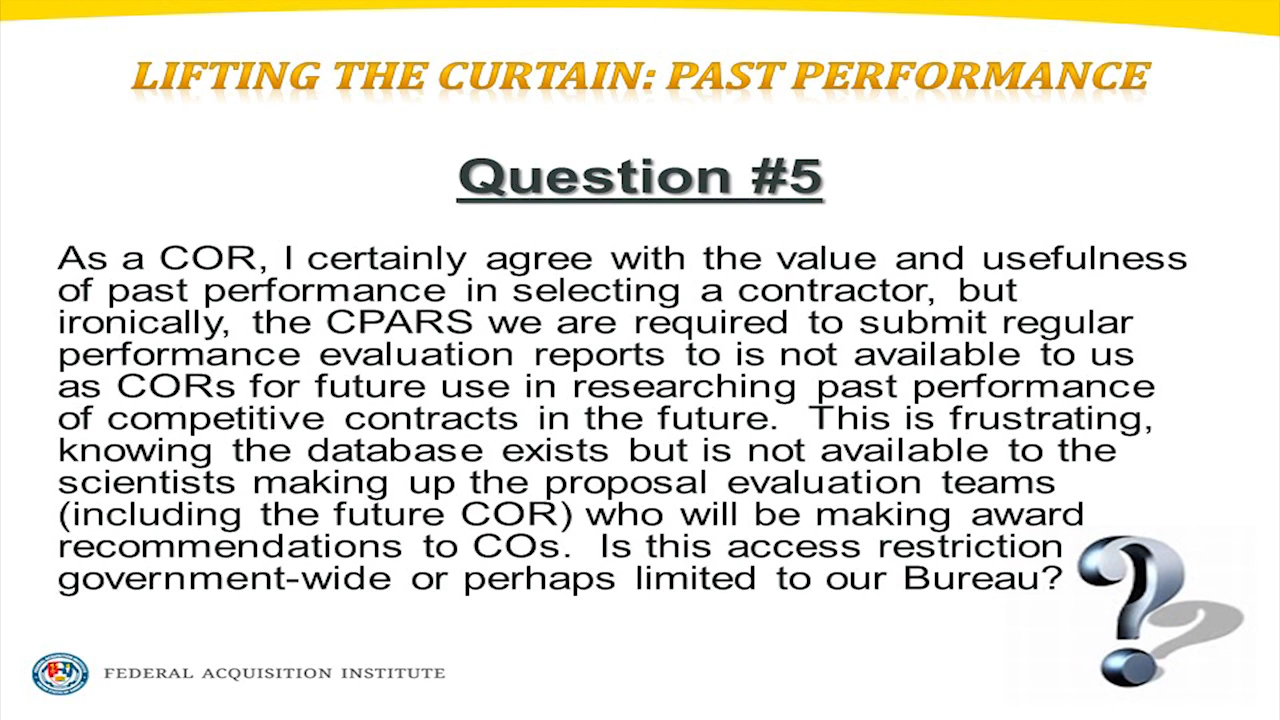 LIFTING THE CURTAIN: PAST PERFORMANCE
Question #5
As a COR, I certainly agree with the value and usefulness
of past performance in selecting a contractor, but
ironically, the CPARS we are required to submit regular
performance evaluation reports to is not available to us
as CORs for future use in researching past performance
of competitive contracts in the future. This is frustrating,
knowing the database exists but is not available to the
scientists making up the proposal evaluation teams
(including the future COR) who will be making award
recommendations to COs. Is this access restriction
government-wide or perhaps limited to our Bureau?
FEDERAL ACQUISITION INSTITUTE